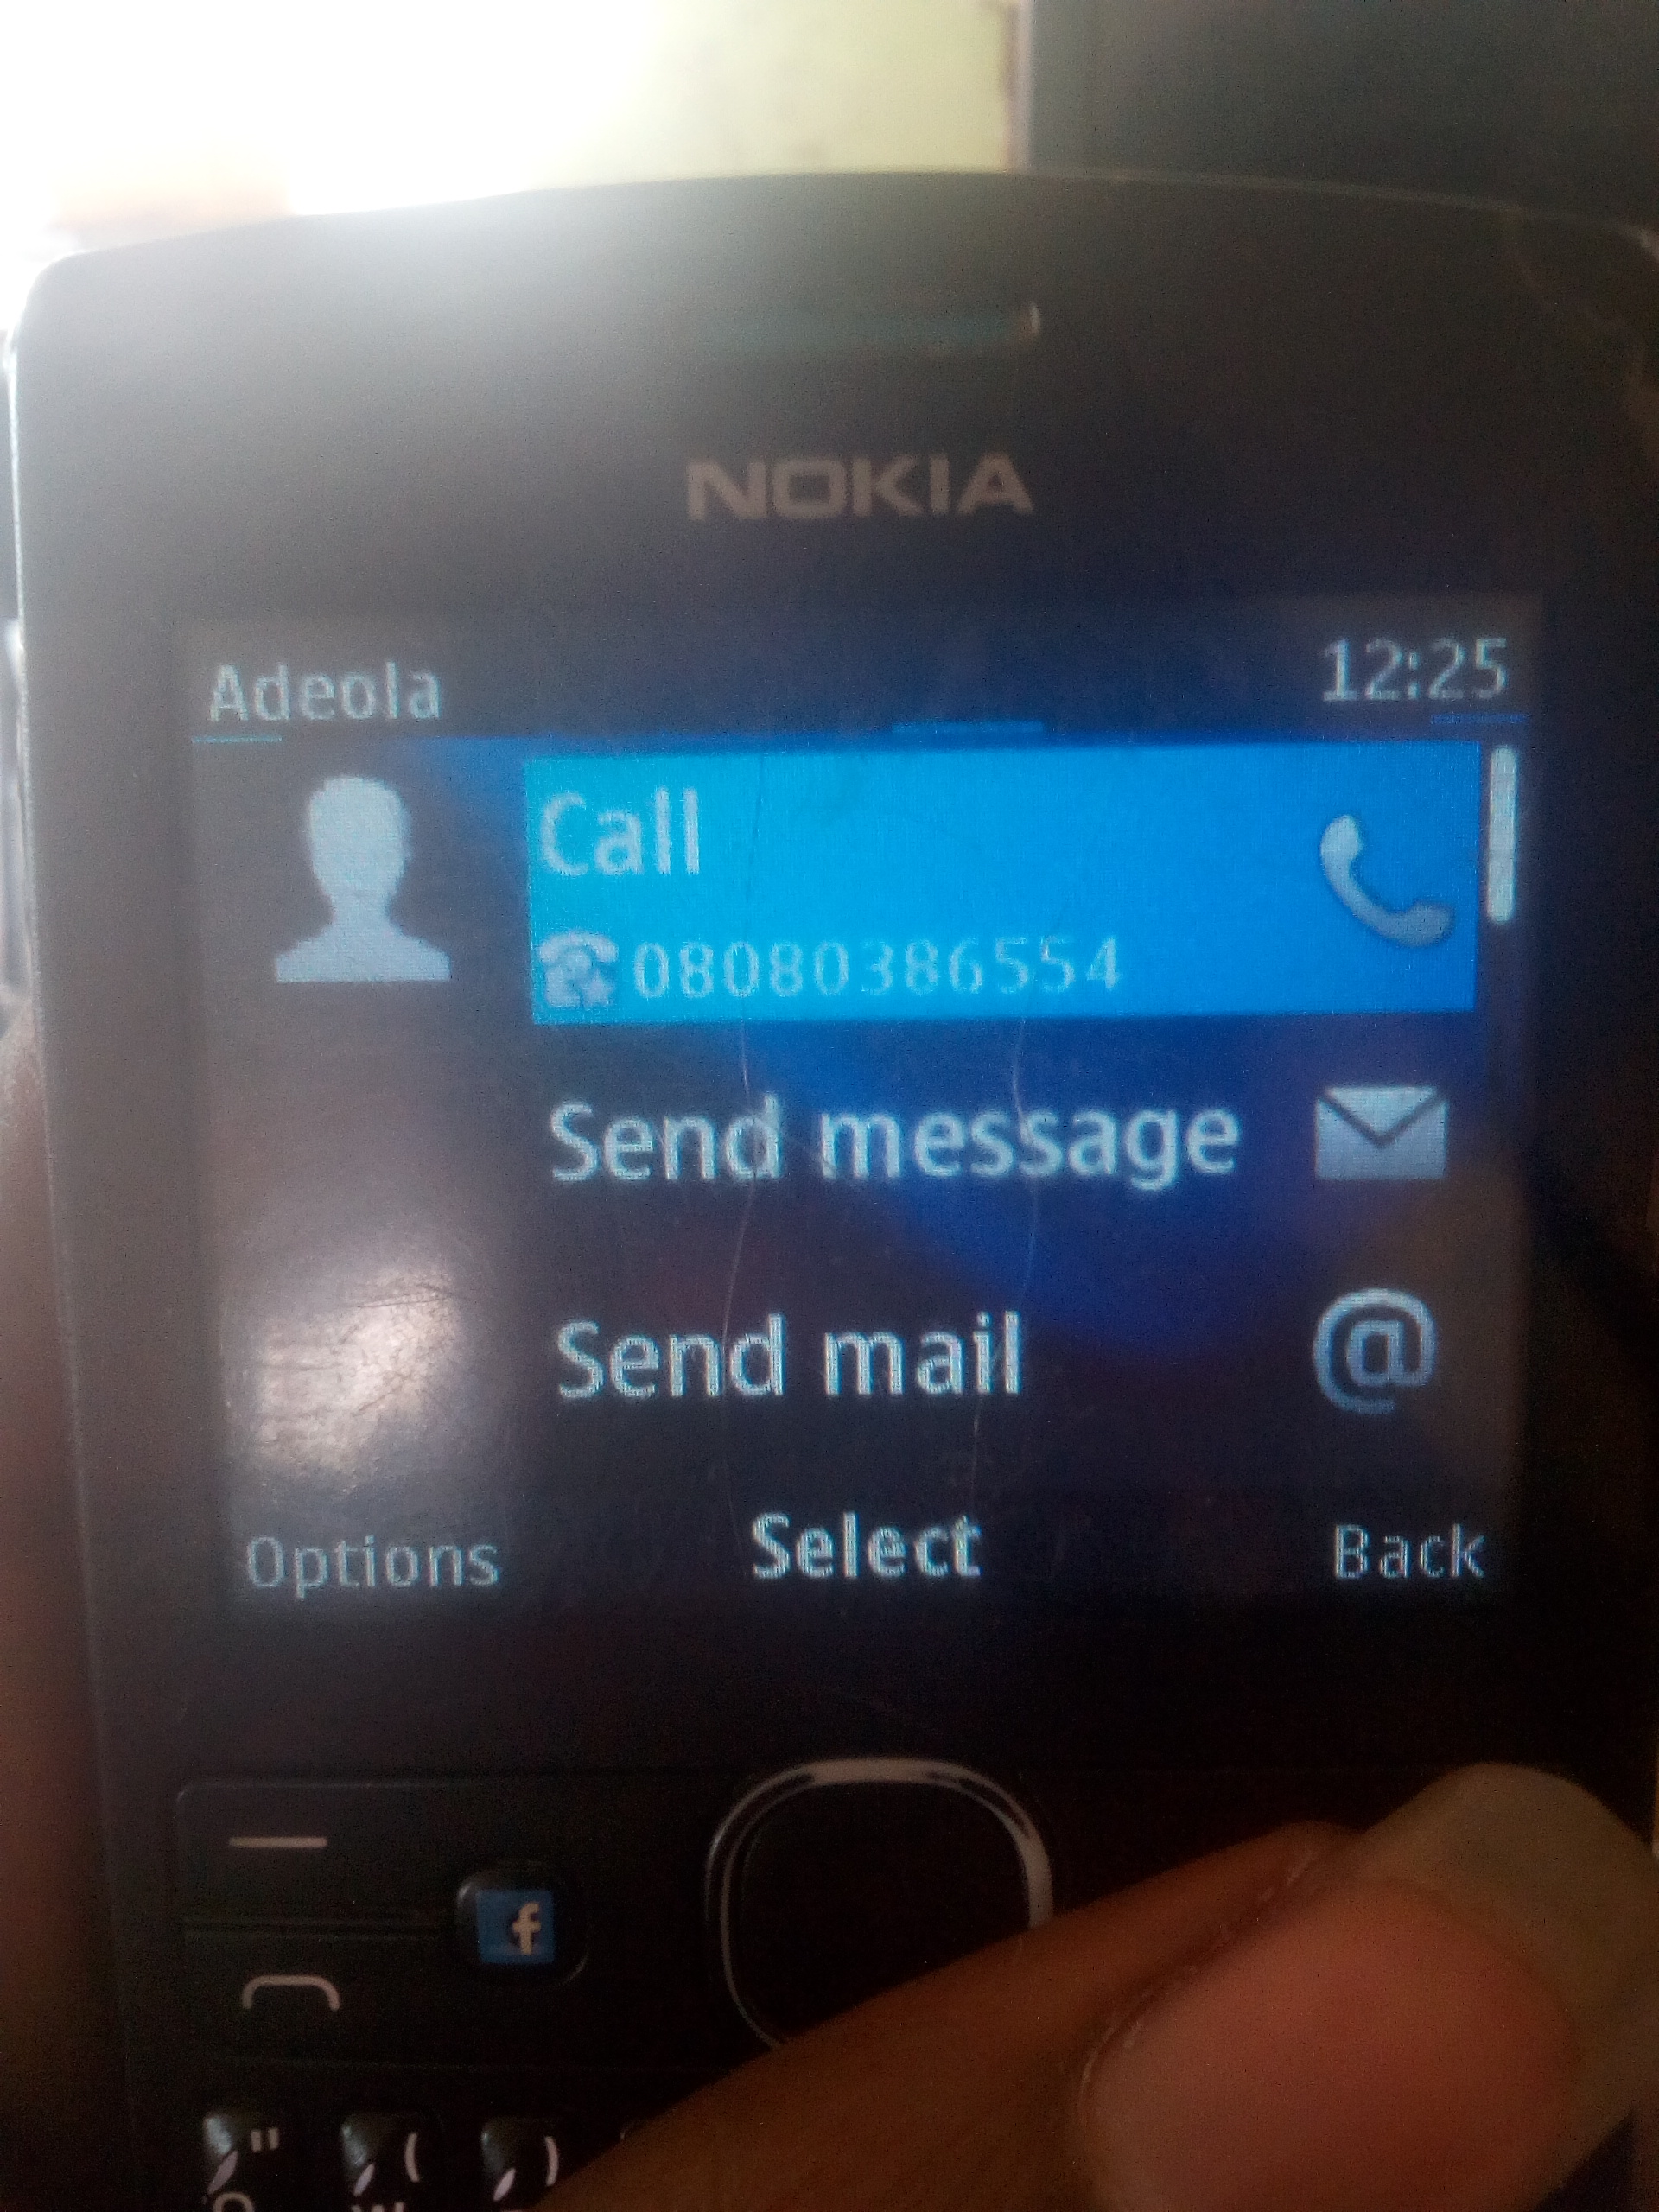 NOKIA
Adeola 12:25
Call
08080386554
Send message
Send mail @
Options Select Back
f
" ( )